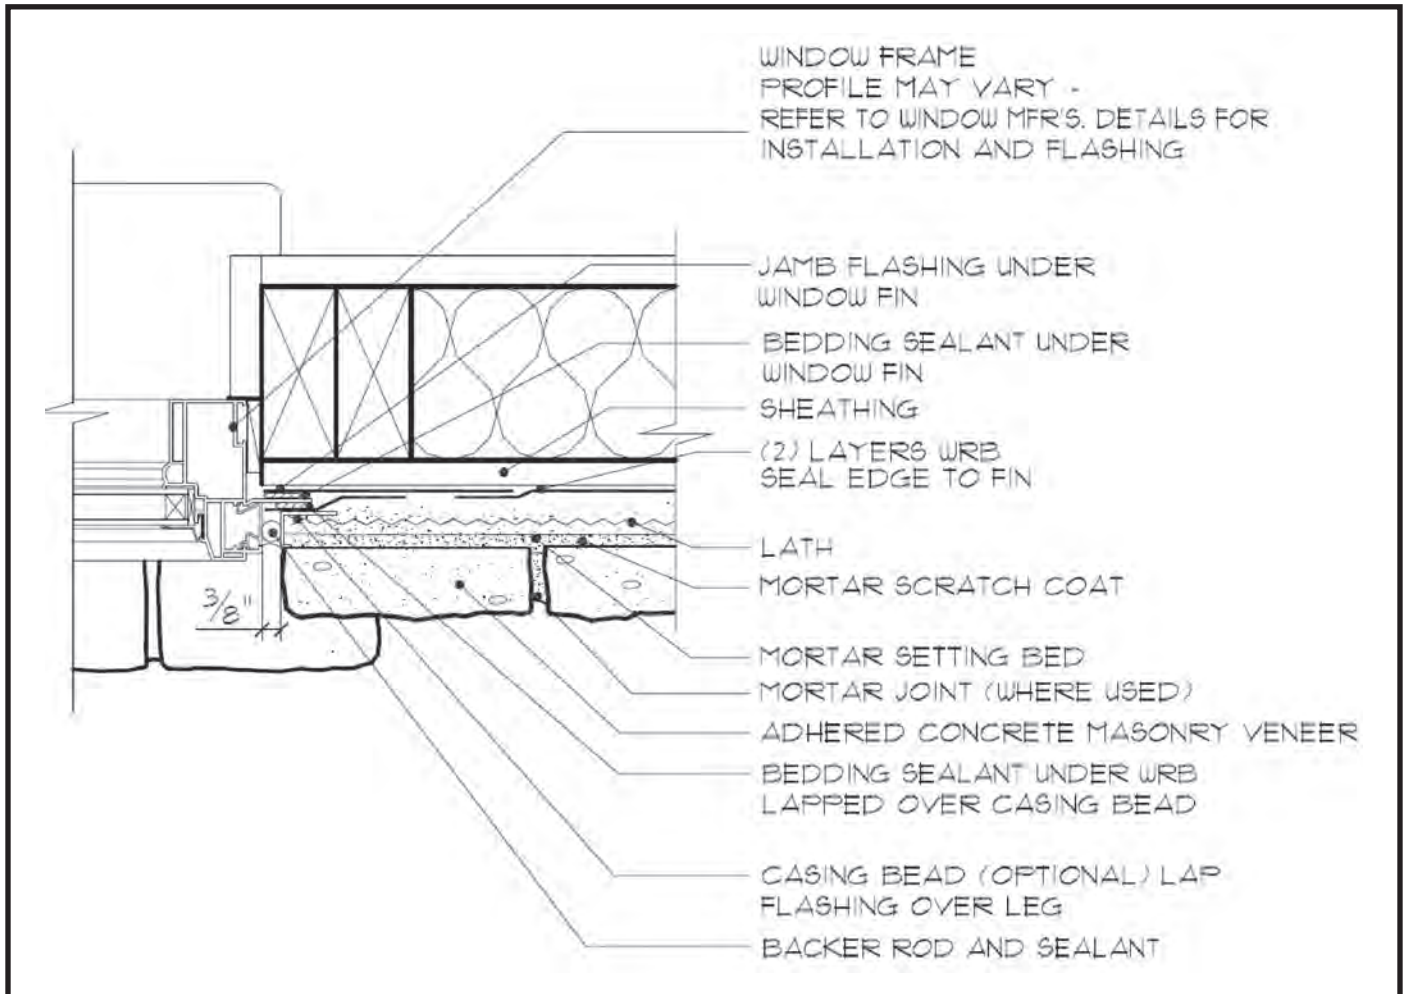 WINDOW FRAME
PROFILE MAY VARY -
REFER TO WINDOW MFR'S. DETAILS FOR
INSTALLATION AND FLASHING
JAMB FLASHING UNDER
WINDOW FIN
BEDDING SEALANT UNDER
WINDOW FIN
SHEATHING
(2) LAYERS WRB
SEAL EDGE TO FIN
LATH
MORTAR SCRATCH COAT
3/8"
MORTAR SETTING BED
MORTAR JOINT (WHERE USED)
ADHERED CONCRETE MASONRY VENEER
BEDDING SEALANT UNDER WRB
LAPPED OVER CASING BEAD
CASING BEAD (OPTIONAL) LAP
FLASHING OVER LEG
BACKER ROD AND SEALANT